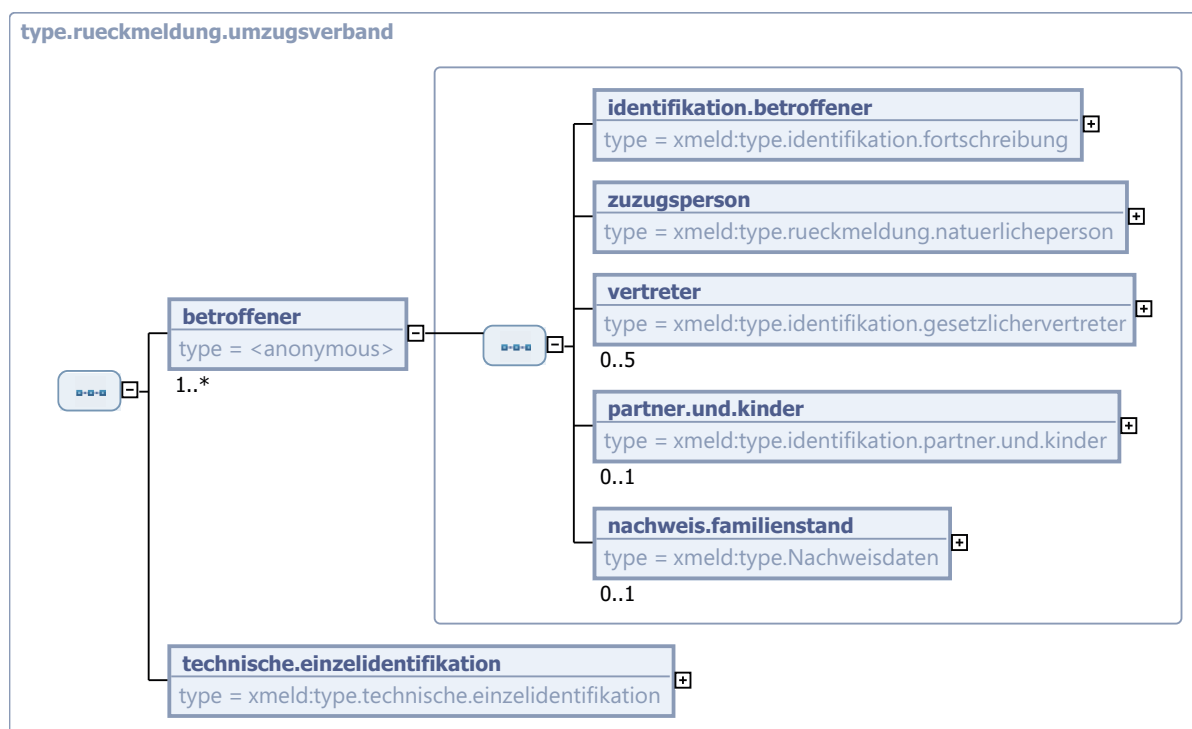 type.rueckmeldung.umzugsverband
identifikation.betroffener
type = xmeld:type.identifikation.fortschreibung
zuzugsperson
type = xmeld:type.rueckmeldung.natuerlicheperson
vertreter
type = xmeld:type.identifikation.gesetzlichervertreter
0..5
betroffener
type = <anonymous>
1..*
partner.und.kinder
type = xmeld:type.identifikation.partner.und.kinder
0..1
nachweis.familienstand
type = xmeld:type.Nachweisdaten
0..1
technische.einzelidentifikation
type = xmeld:type.technische.einzelidentifikation